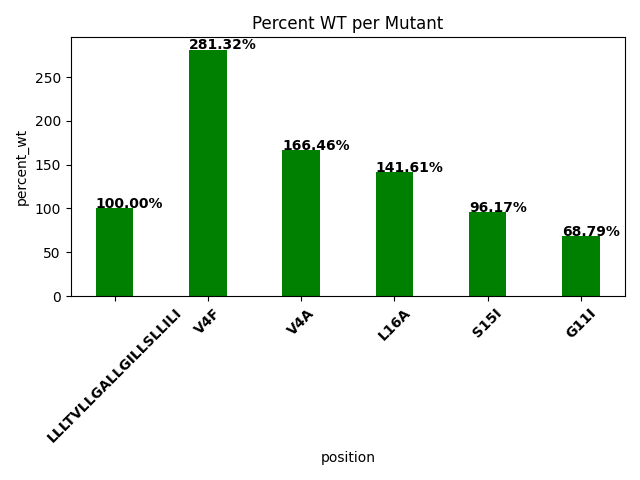 Percent WT per Mutant
281.32%
166.46%
141.61%
100.00%
96.17%
68.79%
percent_wt
250
200
150
100
50
0
LLLTVLLGALLGILLSLLILI
V4F
V4A
L16A
S15I
G11I
position